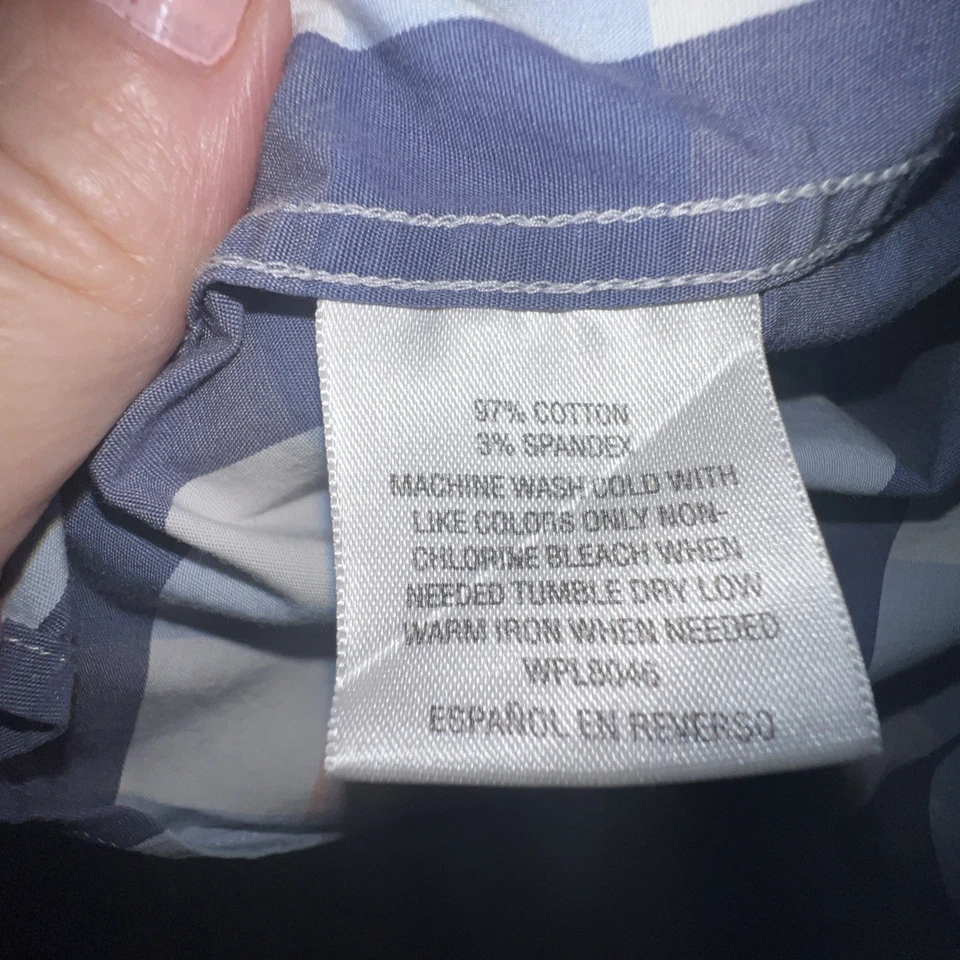 97% COTTON
3% SPANDEX
MACHINE WASH COLD WITH
LIKE COLORS ONLY NON-
CHLORINE BLEACH WHEN
NEEDED TUMBLE DRY LOW
WARM IRON WHEN NEEDED
WPL8046
ESPAÑOL EN REVERSO